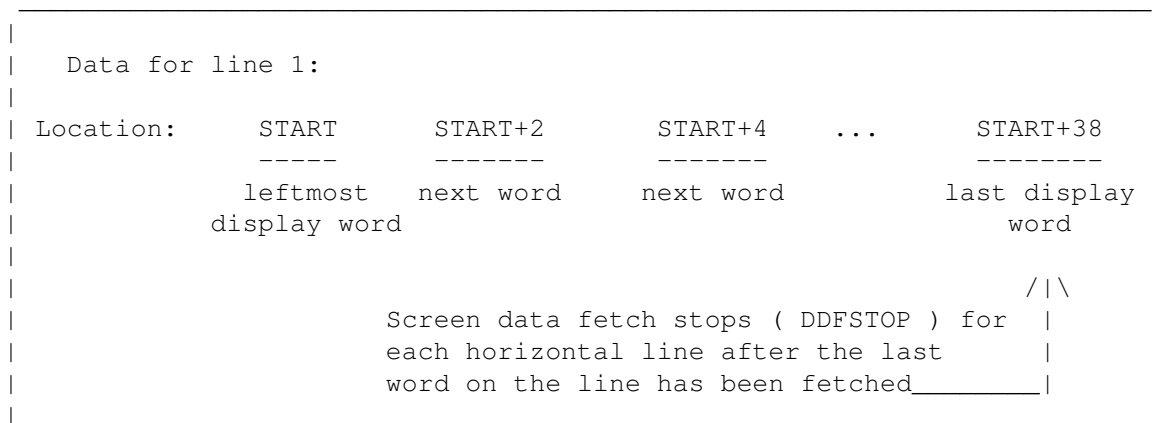 Data for line 1:
Location: START START+2 START+4 ... START+38
----- ------- ------- --------
leftmost next word next word last display
display word word
Screen data fetch stops ( DDFSTOP ) for
each horizontal line after the last
word on the line has been fetched